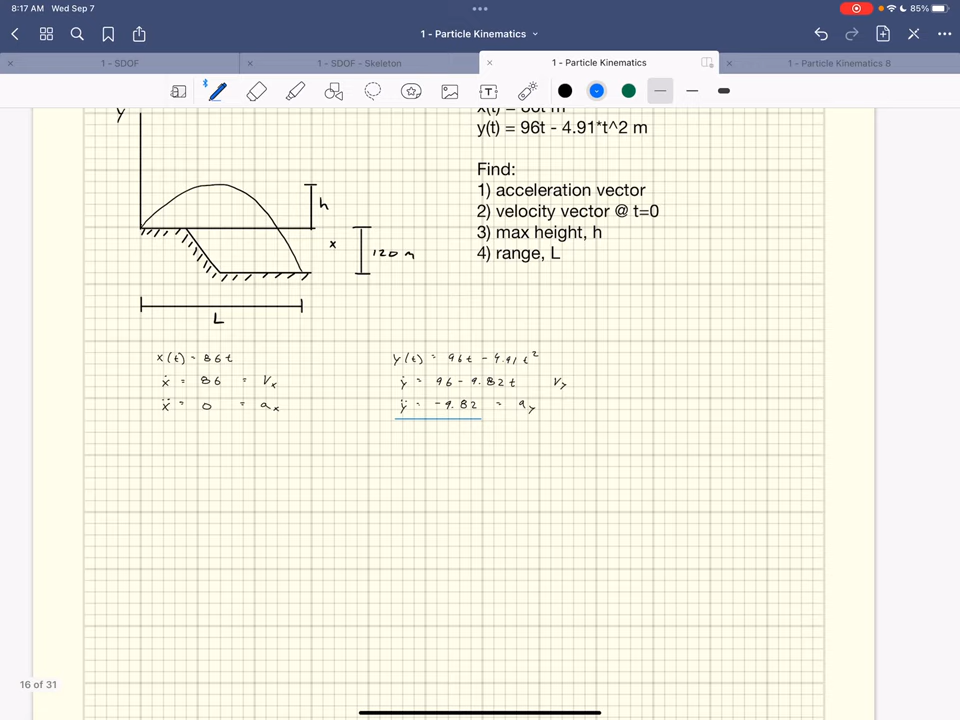 8:17 AM Wed Sep 7
85%
1 - Particle Kinematics
1 - SDOF
1 - SDOF - Skeleton
1 - Particle Kinematics
1 - Particle Kinematics 8
y
h
x
120 m
L
y(t) = 96t - 4.91*t^2 m
Find:
1) acceleration vector
2) velocity vector @ t=0
3) max height, h
4) range, L
x(t) = 86t
ẋ = 86 = Vx
ẍ = 0 = ax
y(t) = 96t - 4.91t²
ẏ = 96 - 9.82t Vy
ÿ = -9.82 = ay
16 of 31